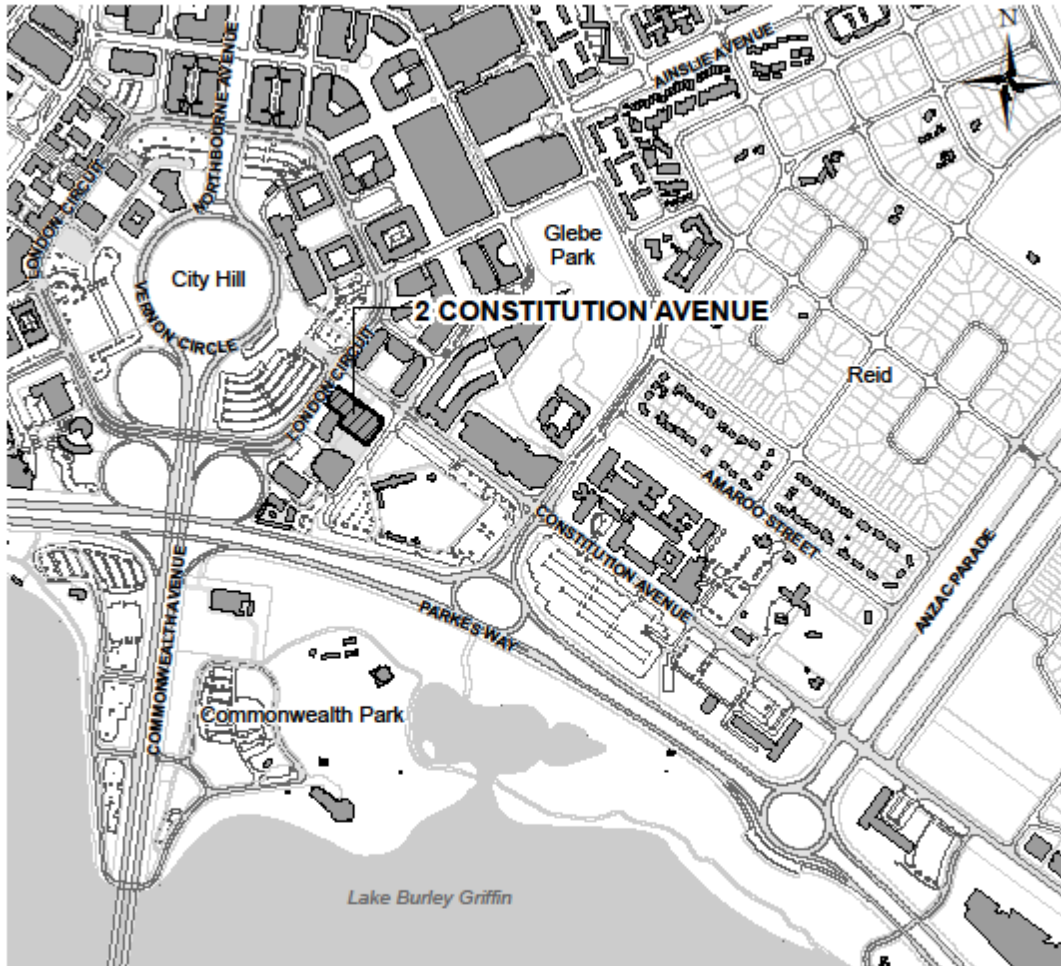 N
NORTHBOURNE AVENUE
AINSLIE AVENUE
LONDON CIRCUIT
City Hill
Glebe
Park
VERNON CIRCLE
2 CONSTITUTION AVENUE
LONDON CIRCUIT
Reid
AMAROO STREET
CONSTITUTION AVENUE
ANZAC PARADE
PARKES WAY
COMMONWEALTH AVENUE
Commonwealth Park
Lake Burley Griffin